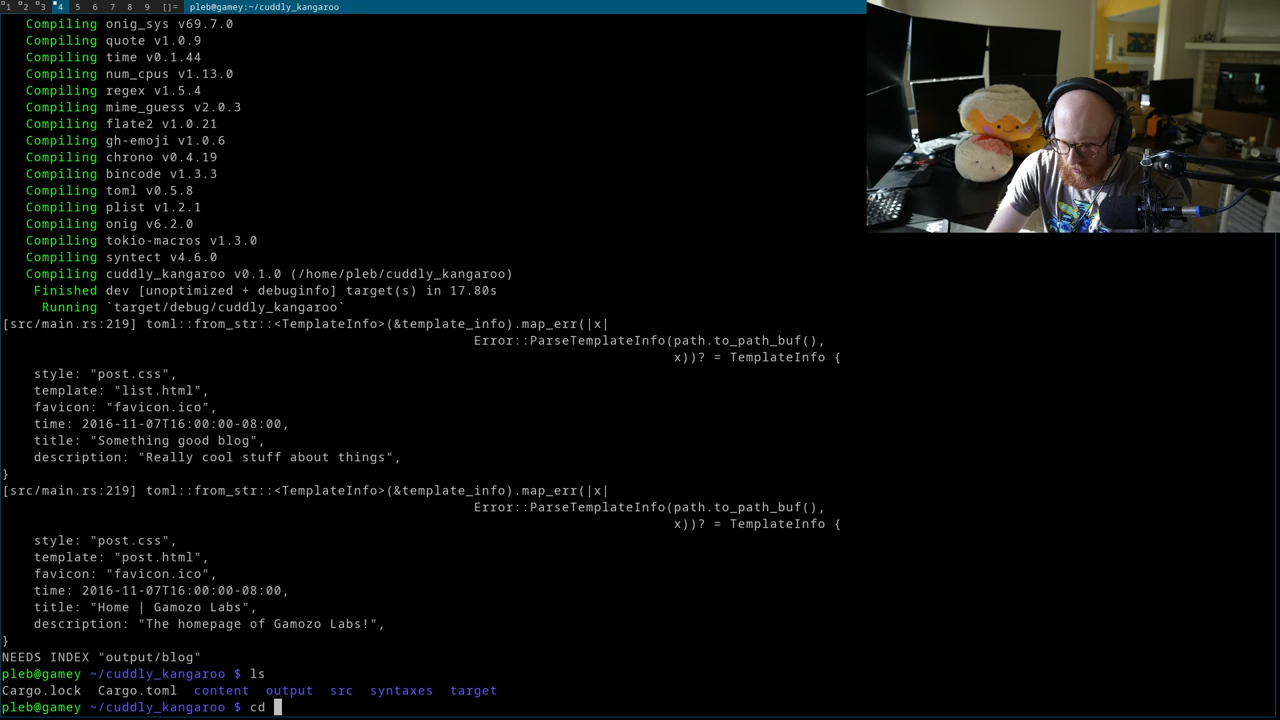 1 2 3 4 5 6 7 8 9 []= pleb@gamey:~/cuddly_kangaroo
Compiling onig_sys v69.7.0
Compiling quote v1.0.9
Compiling time v0.1.44
Compiling num_cpus v1.13.0
Compiling regex v1.5.4
Compiling mime_guess v2.0.3
Compiling flate2 v1.0.21
Compiling gh-emoji v1.0.6
Compiling chrono v0.4.19
Compiling bincode v1.3.3
Compiling toml v0.5.8
Compiling plist v1.2.1
Compiling onig v6.2.0
Compiling tokio-macros v1.3.0
Compiling syntect v4.6.0
Compiling cuddly_kangaroo v0.1.0 (/home/pleb/cuddly_kangaroo)
Finished dev [unoptimized + debuginfo] target(s) in 17.80s
Running `target/debug/cuddly_kangaroo`
[src/main.rs:219] toml::from_str::<TemplateInfo>(&template_info).map_err(|x|
Error::ParseTemplateInfo(path.to_path_buf(),
x))? = TemplateInfo {
style: "post.css",
template: "list.html",
favicon: "favicon.ico",
time: 2016-11-07T16:00:00-08:00,
title: "Something good blog",
description: "Really cool stuff about things",
}
[src/main.rs:219] toml::from_str::<TemplateInfo>(&template_info).map_err(|x|
Error::ParseTemplateInfo(path.to_path_buf(),
x))? = TemplateInfo {
style: "post.css",
template: "post.html",
favicon: "favicon.ico",
time: 2016-11-07T16:00:00-08:00,
title: "Home | Gamozo Labs",
description: "The homepage of Gamozo Labs!",
}
NEEDS INDEX "output/blog"
pleb@gamey ~/cuddly_kangaroo $ ls
Cargo.lock Cargo.toml content output src syntaxes target
pleb@gamey ~/cuddly_kangaroo $ cd